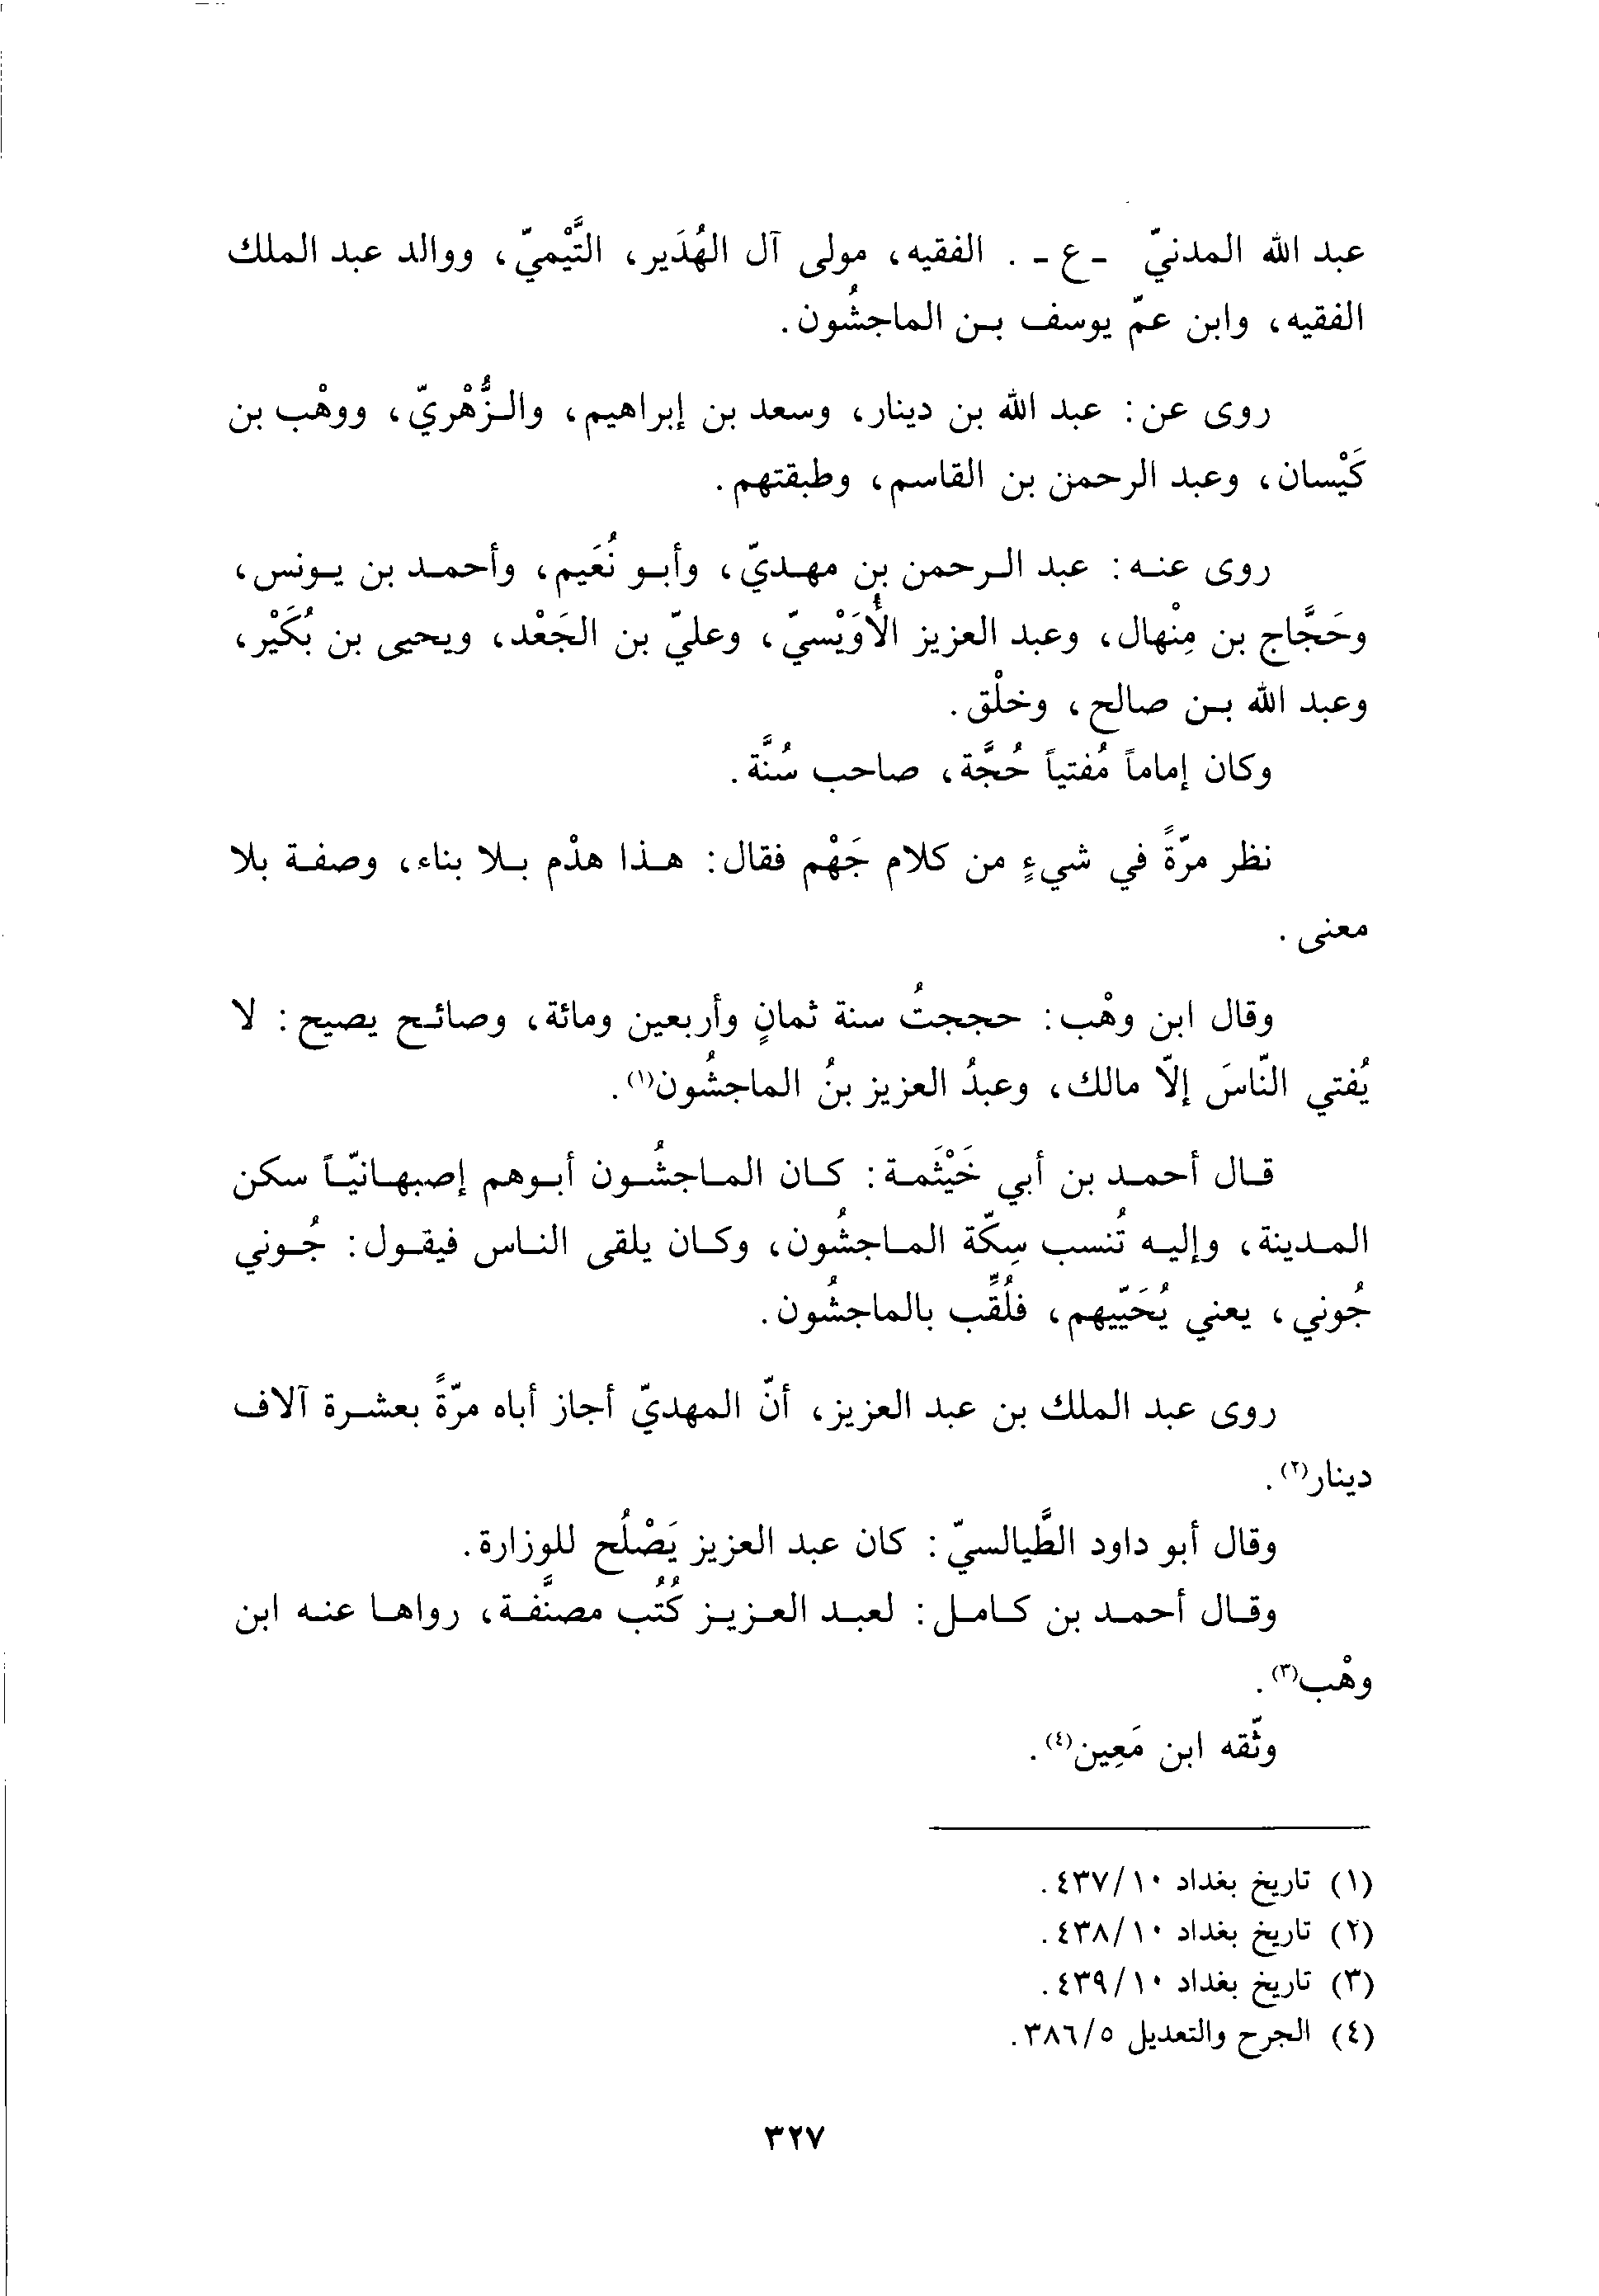 عبد الله المدنيّ -ع- . الفقيه، مولى آل الهُدَير، التَّيْميّ، ووالد عبد الملك
الفقيه، وابن عمّ يوسف بن الماجشُون.
روى عن: عبد الله بن دينار، وسعد بن إبراهيم، والزُّهْريّ، ووهْب بن
كَيْسان، وعبد الرحمن بن القاسم، وطبقتهم.
روى عنه: عبد الرحمن بن مهديّ، وأبو نُعَيم، وأحمد بن يونس،
وحَجَّاج بن مِنْهال، وعبد العزيز الأُوَيْسيّ، وعليّ بن الجَعْد، ويحيى بن بُكَيْر،
وعبد الله بن صالح، وخلْق.
وكان إماماً مُفتياً حُجَّة، صاحب سُنَّة.
نظر مرّةً في شيءٍ من كلام جَهْم فقال: هذا هدْم بلا بناء، وصفة بلا
معنى.
وقال ابن وهْب: حججتُ سنة ثمانٍ وأربعين ومائة، وصائح يصيح: لا
يُفتي النّاسَ إلّا مالك، وعبدُ العزيز بنُ الماجشُون(١).
قال أحمد بن أبي خَيْثَمة: كان الماجشُون أبوهم إصبهانيّاً سكن
المدينة، وإليه تُنسب سِكّة الماجشُون، وكان يلقى الناس فيقول: جُوني
جُوني، يعني يُحَيّيهم، فلُقِّب بالماجشُون.
روى عبد الملك بن عبد العزيز، أنّ المهديّ أجاز أباه مرّةً بعشرة آلاف
دينار(٢).
وقال أبو داود الطَّيالسيّ: كان عبد العزيز يَصْلُح للوزارة.
وقال أحمد بن كامل: لعبد العزيز كُتُب مصنَّفة، رواها عنه ابن
وهْب(٣).
وثّقه ابن مَعِين(٤).
(١) تاريخ بغداد ٤٣٧/١٠.
(٢) تاريخ بغداد ٤٣٨/١٠.
(٣) تاريخ بغداد ٤٣٩/١٠.
(٤) الجرح والتعديل ٣٨٦/٥.
٣٢٧